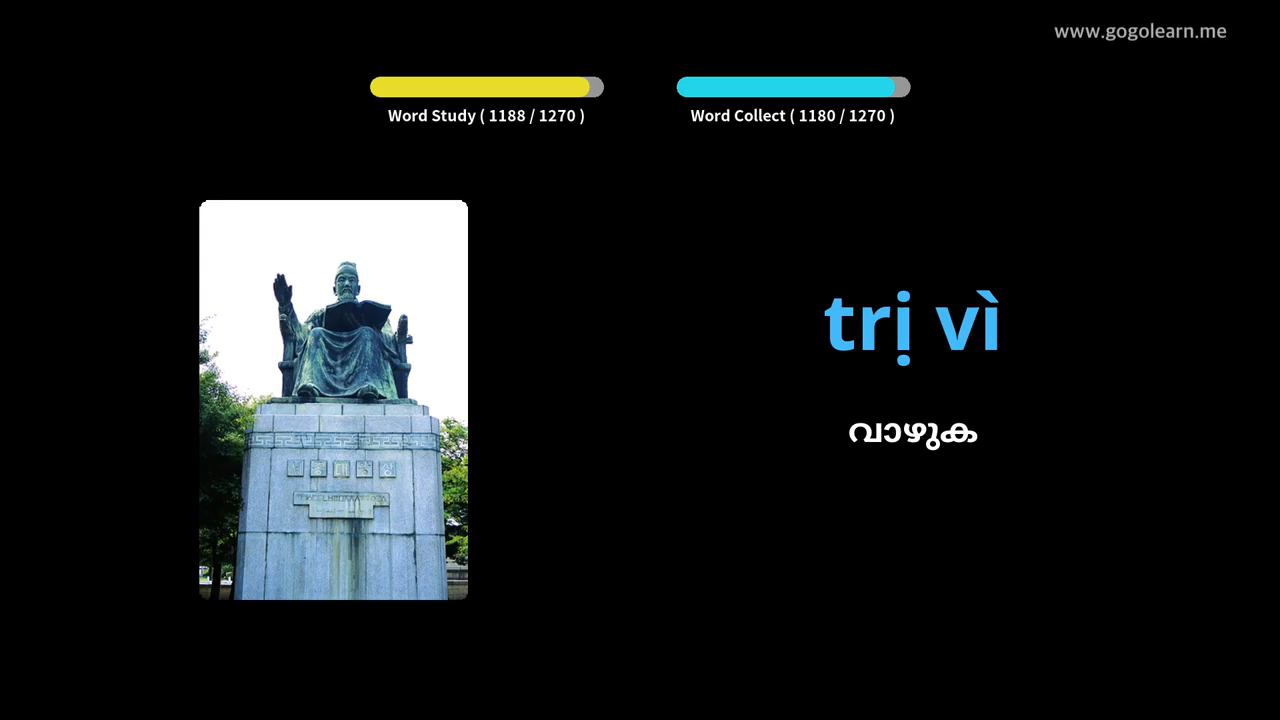 www.gogolearn.me
Word Study ( 1188 / 1270 )
Word Collect ( 1180 / 1270 )
trị vì
വാഴുക